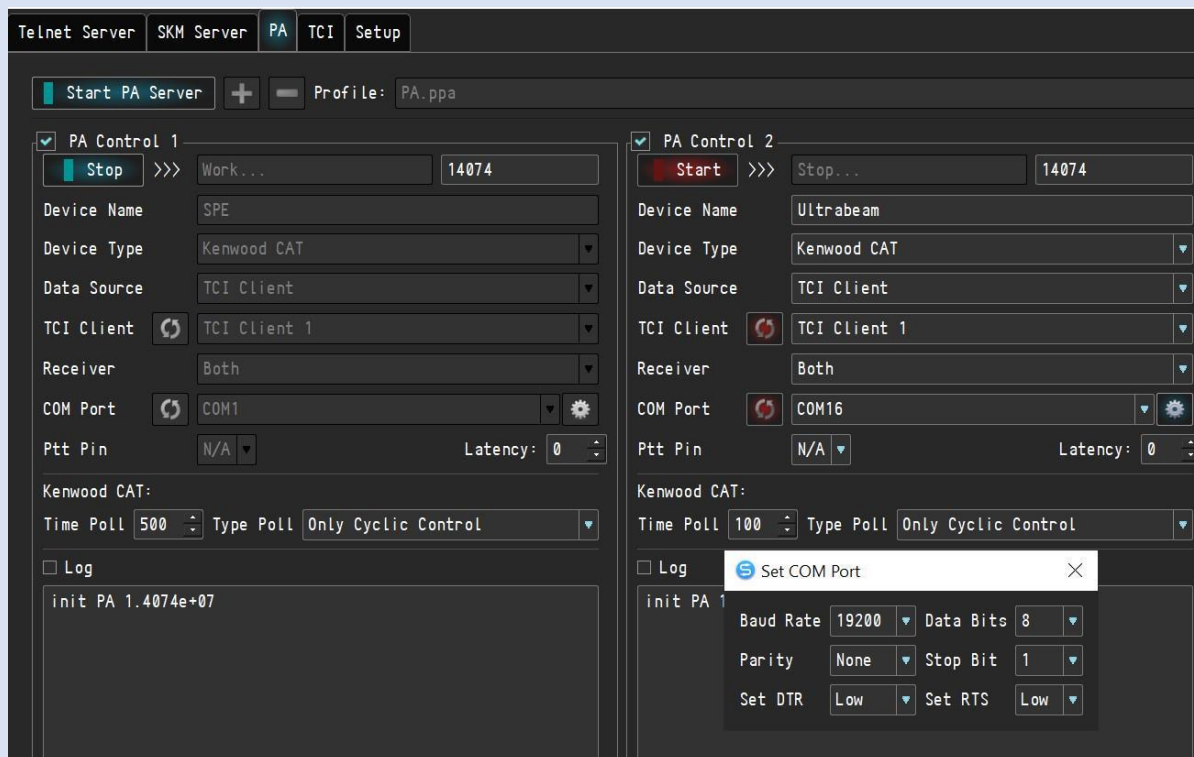 Telnet Server SKM Server PA TCI Setup
Start PA Server Profile: PA.ppa
PA Control 1
Stop >>> Work... 14074
Device Name SPE
Device Type Kenwood CAT
Data Source TCI Client
TCI Client TCI Client 1
Receiver Both
COM Port COM1
Ptt Pin N/A Latency: 0
Kenwood CAT:
Time Poll 500 Type Poll Only Cyclic Control
Log
init PA 1.4074e+07
PA Control 2
Start >>> Stop... 14074
Device Name Ultrabeam
Device Type Kenwood CAT
Data Source TCI Client
TCI Client TCI Client 1
Receiver Both
COM Port COM16
Ptt Pin N/A Latency: 0
Kenwood CAT:
Time Poll 100 Type Poll Only Cyclic Control
Log
init PA 1
Set COM Port
Baud Rate 19200 Data Bits 8
Parity None Stop Bit 1
Set DTR Low Set RTS Low